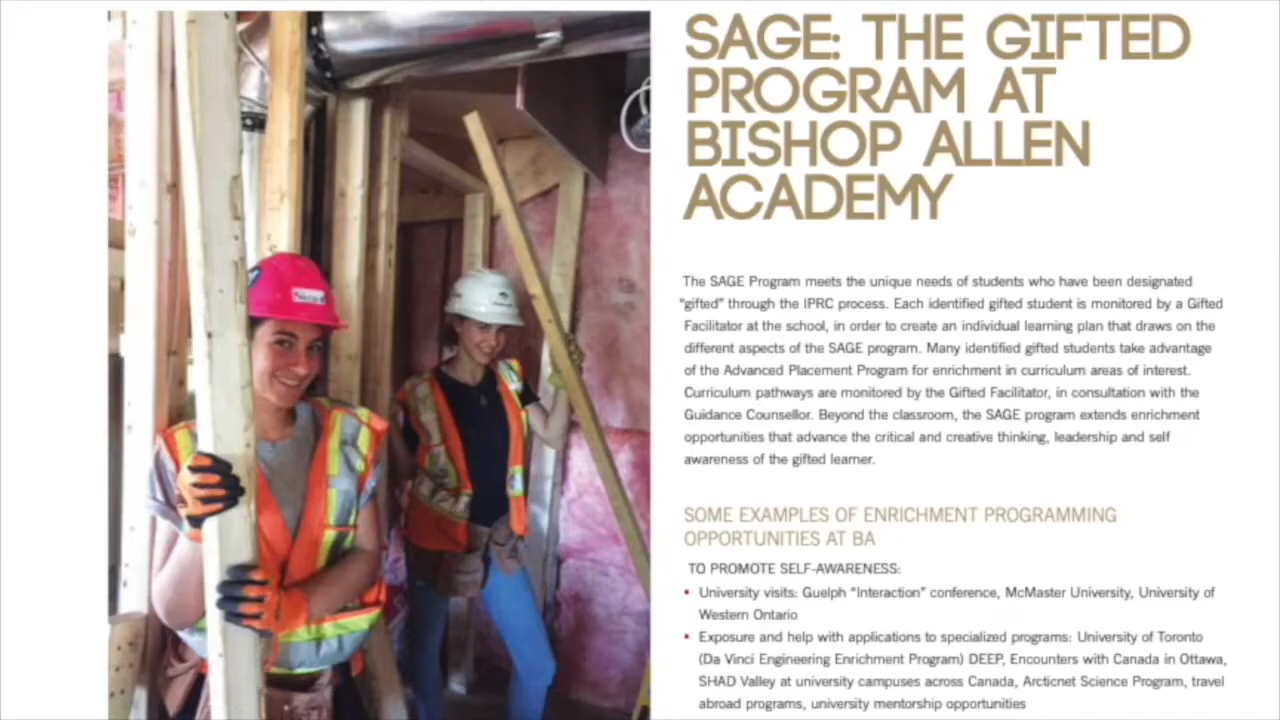 SAGE: THE GIFTED
PROGRAM AT
BISHOP ALLEN
ACADEMY
The SAGE Program meets the unique needs of students who have been designated
"gifted" through the IPRC process. Each identified gifted student is monitored by a Gifted
Facilitator at the school, in order to create an individual learning plan that draws on the
different aspects of the SAGE program. Many identified gifted students take advantage
of the Advanced Placement Program for enrichment in curriculum areas of interest.
Curriculum pathways are monitored by the Gifted Facilitator, in consultation with the
Guidance Counsellor. Beyond the classroom, the SAGE program extends enrichment
opportunities that advance the critical and creative thinking, leadership and self
awareness of the gifted learner.
SOME EXAMPLES OF ENRICHMENT PROGRAMMING
OPPORTUNITIES AT BA
TO PROMOTE SELF-AWARENESS:
• University visits: Guelph "Interaction" conference, McMaster University, University of
Western Ontario
• Exposure and help with applications to specialized programs: University of Toronto
(Da Vinci Engineering Enrichment Program) DEEP, Encounters with Canada in Ottawa,
SHAD Valley at university campuses across Canada, Arcticnet Science Program, travel
abroad programs, university mentorship opportunities